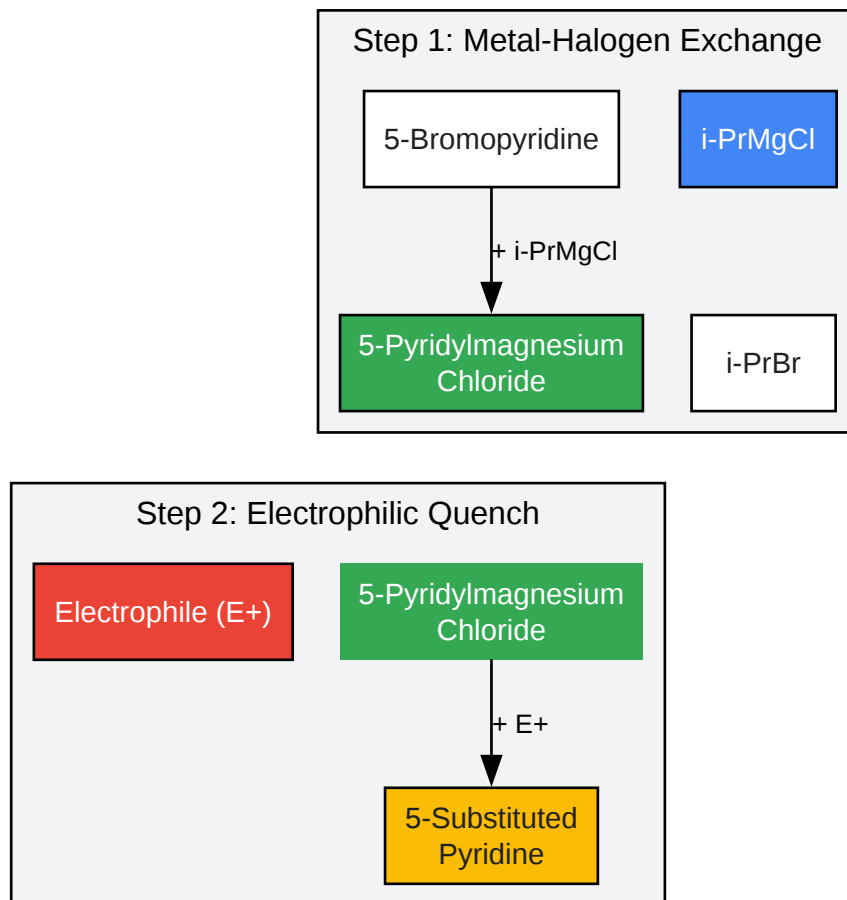 Step 1: Metal-Halogen Exchange
5-Bromopyridine
i-PrMgCl
+ i-PrMgCl
5-Pyridylmagnesium
Chloride
i-PrBr
Step 2: Electrophilic Quench
Electrophile (E+)
5-Pyridylmagnesium
Chloride
+ E+
5-Substituted
Pyridine